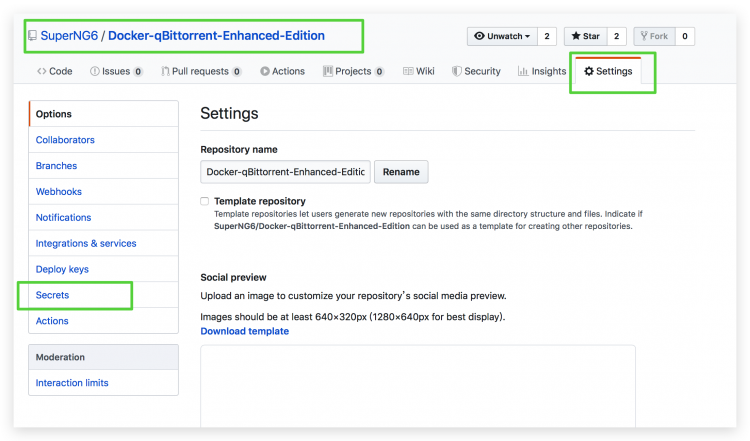 SuperNG6 / Docker-qBittorrent-Enhanced-Edition
Unwatch 2 Star 2 Fork 0
Code Issues 0 Pull requests 0 Actions Projects 0 Wiki Security Insights Settings
Options
Collaborators
Branches
Webhooks
Notifications
Integrations & services
Deploy keys
Secrets
Actions
Moderation
Interaction limits
Settings
Repository name
Docker-qBittorrent-Enhanced-Editic Rename
Template repository
Template repositories let users generate new repositories with the same directory structure and files. Indicate if
SuperNG6/Docker-qBittorrent-Enhanced-Edition can be used as a template for creating other repositories.
Social preview
Upload an image to customize your repository's social media preview.
Images should be at least 640×320px (1280×640px for best display).
Download template